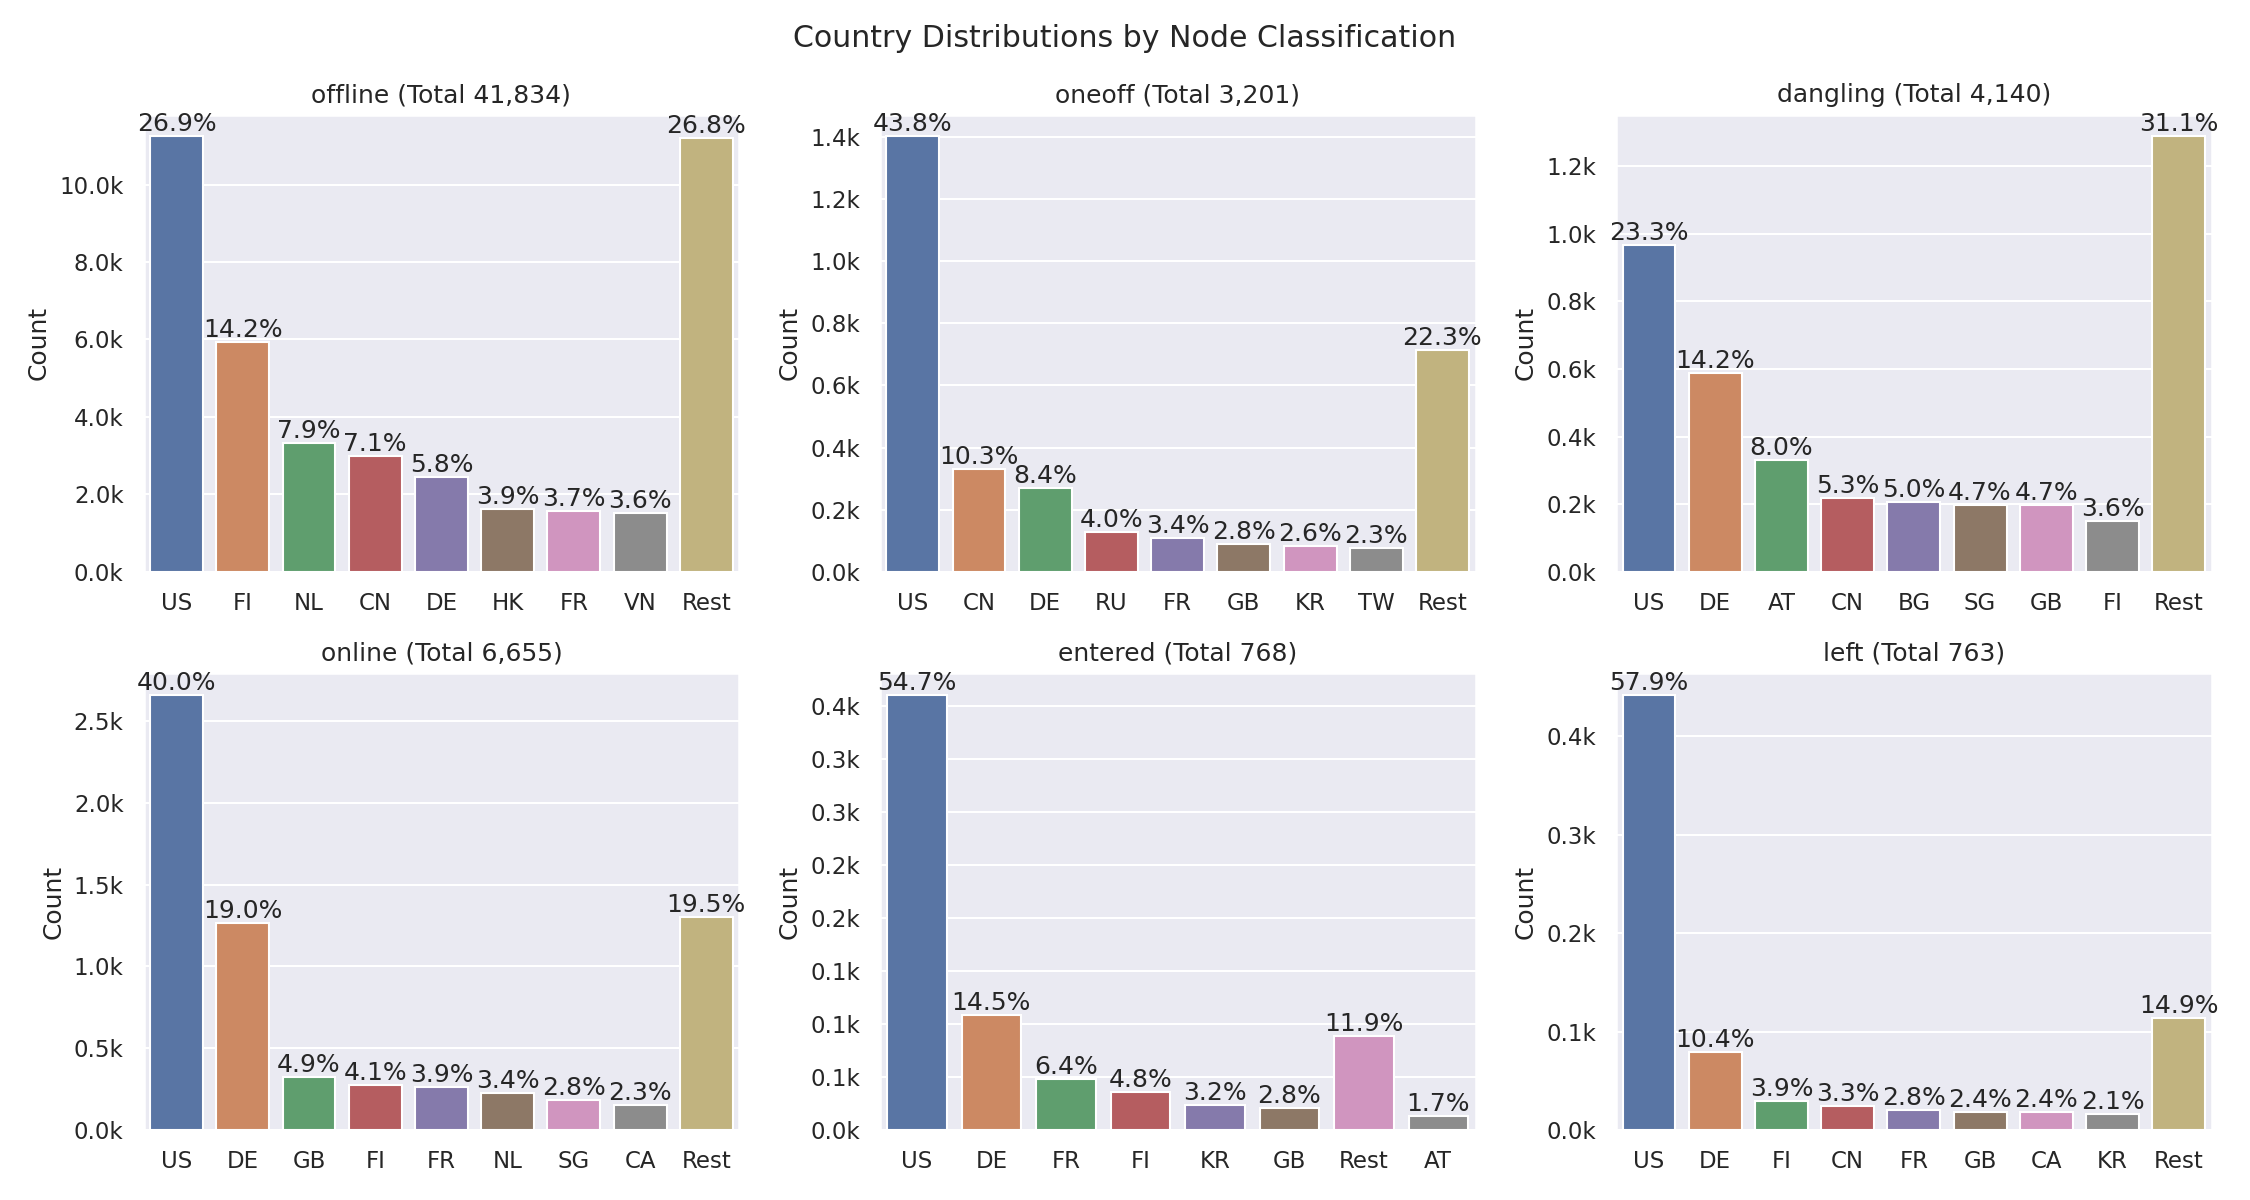 Country Distributions by Node Classification
offline (Total 41,834)
Count
10.0k
8.0k
6.0k
4.0k
2.0k
0.0k
26.9%
14.2%
7.9%
7.1%
5.8%
3.9%
3.7%
3.6%
26.8%
US FI NL CN DE HK FR VN Rest
oneoff (Total 3,201)
Count
1.4k
1.2k
1.0k
0.8k
0.6k
0.4k
0.2k
0.0k
43.8%
10.3%
8.4%
4.0%
3.4%
2.8%
2.6%
2.3%
22.3%
US CN DE RU FR GB KR TW Rest
dangling (Total 4,140)
Count
1.2k
1.0k
0.8k
0.6k
0.4k
0.2k
0.0k
23.3%
14.2%
8.0%
5.3%
5.0%
4.7%
4.7%
3.6%
31.1%
US DE AT CN BG SG GB FI Rest
online (Total 6,655)
Count
2.5k
2.0k
1.5k
1.0k
0.5k
0.0k
40.0%
19.0%
4.9%
4.1%
3.9%
3.4%
2.8%
2.3%
19.5%
US DE GB FI FR NL SG CA Rest
entered (Total 768)
Count
0.4k
0.3k
0.3k
0.2k
0.2k
0.1k
0.1k
0.1k
0.0k
54.7%
14.5%
6.4%
4.8%
3.2%
2.8%
11.9%
1.7%
US DE FR FI KR GB Rest AT
left (Total 763)
Count
0.4k
0.3k
0.2k
0.1k
0.0k
57.9%
10.4%
3.9%
3.3%
2.8%
2.4%
2.4%
2.1%
14.9%
US DE FI CN FR GB CA KR Rest